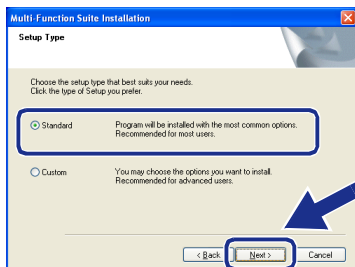 Multi-Function Suite Installation
Setup Type
Choose the setup type that best suits your needs.
Click the type of Setup you prefer.
Standard
Program will be installed with the most common options.
Recommended for most users.
Custom
You may choose the options you want to install.
Recommended for advanced users.
< Back
Next >
Cancel